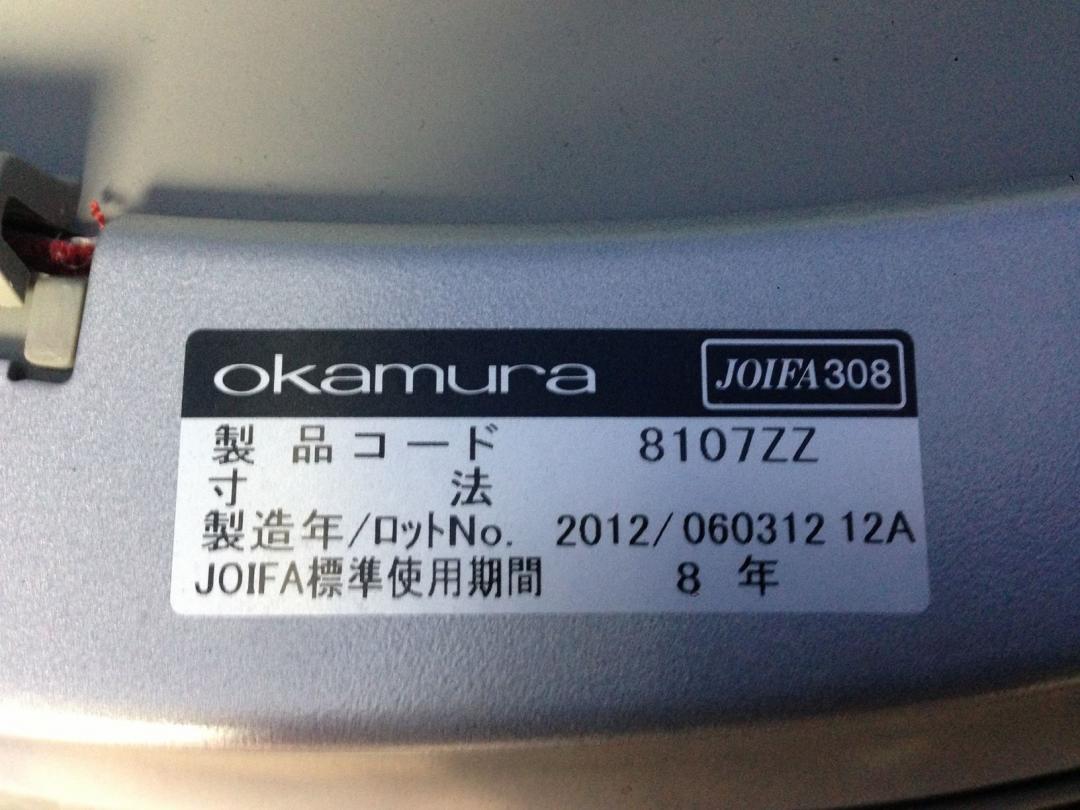 okamura JOIFA308
製品コード 8107ZZ
寸法
製造年/ロットNo. 2012/060312 12A
JOIFA標準使用期間 8 年